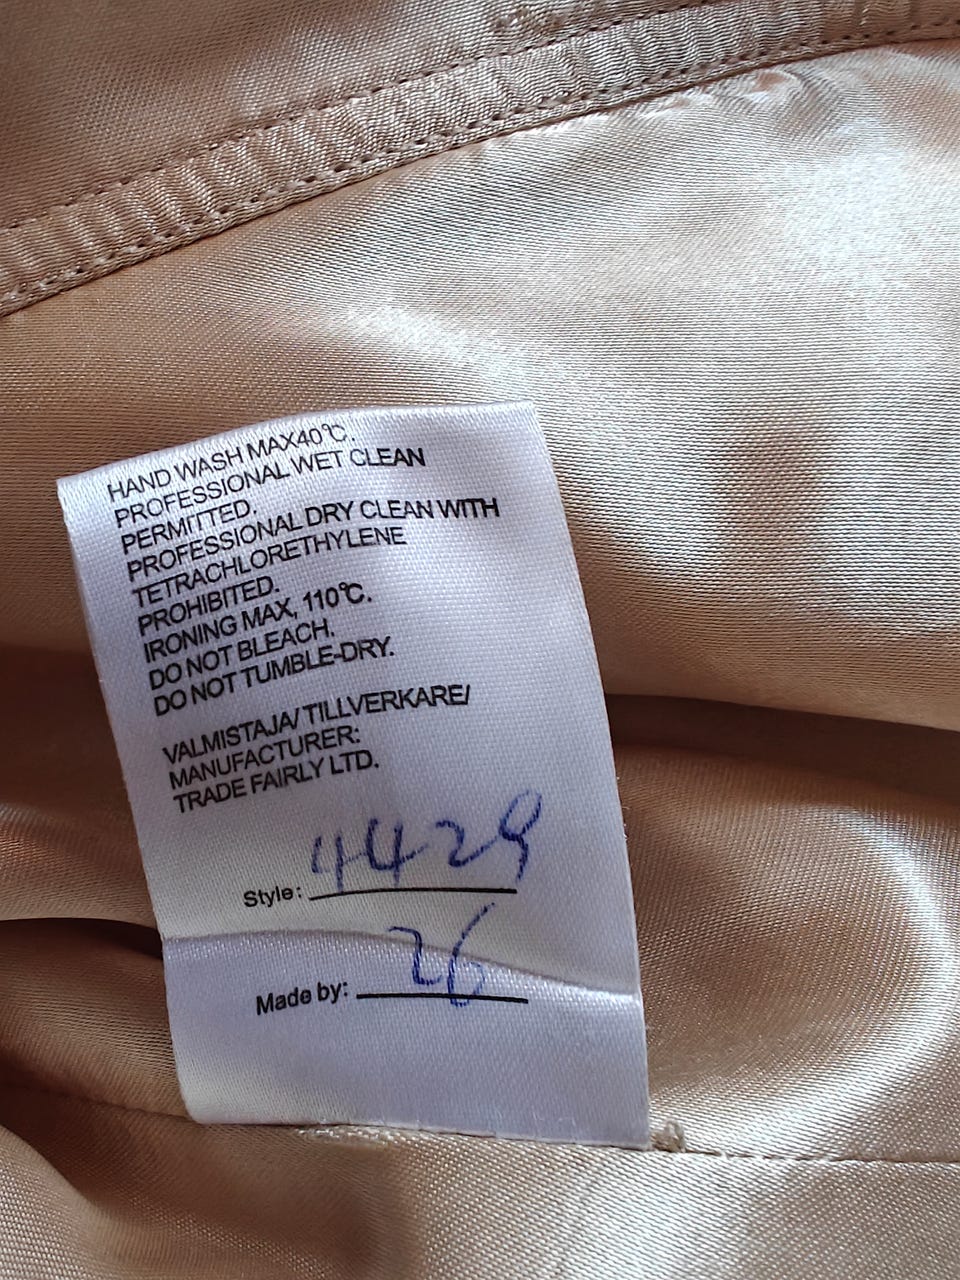 HAND WASH MAX40℃.
PROFESSIONAL WET CLEAN
PERMITTED.
PROFESSIONAL DRY CLEAN WITH
TETRACHLORETHYLENE
PROHIBITED.
IRONING MAX, 110℃.
DO NOT BLEACH.
DO NOT TUMBLE-DRY.
VALMISTAJA/ TILLVERKARE/
MANUFACTURER:
TRADE FAIRLY LTD.
Style: 4429
Made by: 26